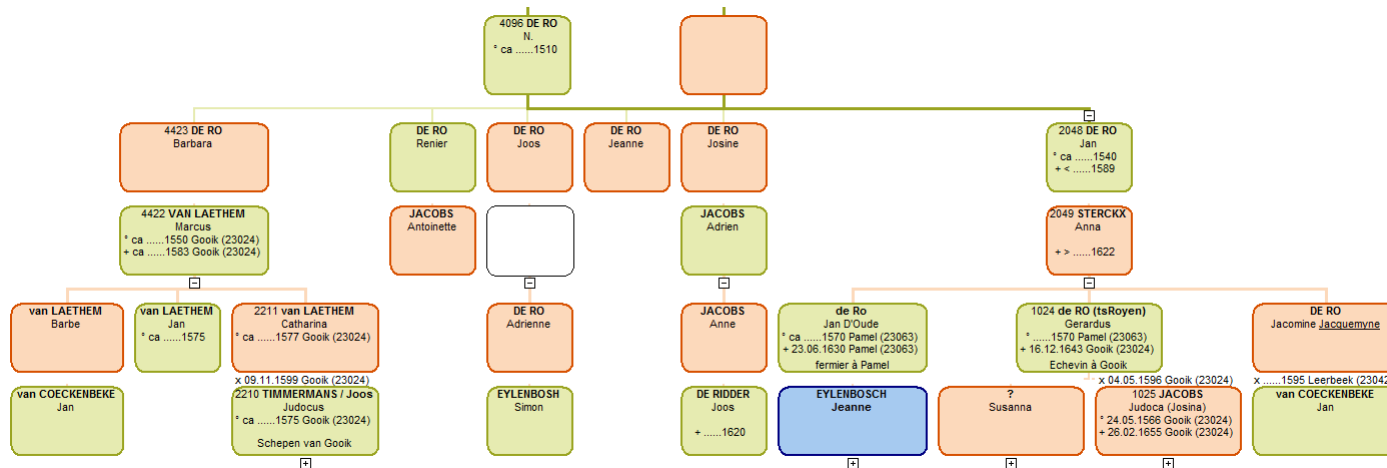 4096 DE RO
N.
° ca ......1510
4423 DE RO
Barbara
DE RO
Renier
DE RO
Joos
DE RO
Jeanne
DE RO
Josine
2048 DE RO
Jan
° ca ......1540
+ < ......1589
4422 VAN LAETHEM
Marcus
° ca ......1550 Gooik (23024)
+ ca ......1583 Gooik (23024)
JACOBS
Antoinette
JACOBS
Adrien
2049 STERCKX
Anna
+ > ......1622
van LAETHEM
Barbe
van LAETHEM
Jan
° ca ......1575
2211 van LAETHEM
Catharina
° ca ......1577 Gooik (23024)
DE RO
Adrienne
JACOBS
Anne
de Ro
Jan D'Oude
° ca ......1570 Pamel (23063)
+ 23.06.1630 Pamel (23063)
fermier à Pamel
1024 de RO (tsRoyen)
Gerardus
° ......1570 Pamel (23063)
+ 16.12.1643 Gooik (23024)
Echevin à Gooik
DE RO
Jacomine Jacquemyne
x 09.11.1599 Gooik (23024)
x 04.05.1596 Gooik (23024)
x ......1595 Leerbeek (23042
van COECKENBEKE
Jan
2210 TIMMERMANS / Joos
Judocus
° ca ......1575 Gooik (23024)
Schepen van Gooik
EYLENBOSH
Simon
DE RIDDER
Joos
+ ......1620
EYLENBOSCH
Jeanne
?
Susanna
1025 JACOBS
Judoca (Josina)
° 24.05.1566 Gooik (23024)
+ 26.02.1655 Gooik (23024)
van COECKENBEKE
Jan